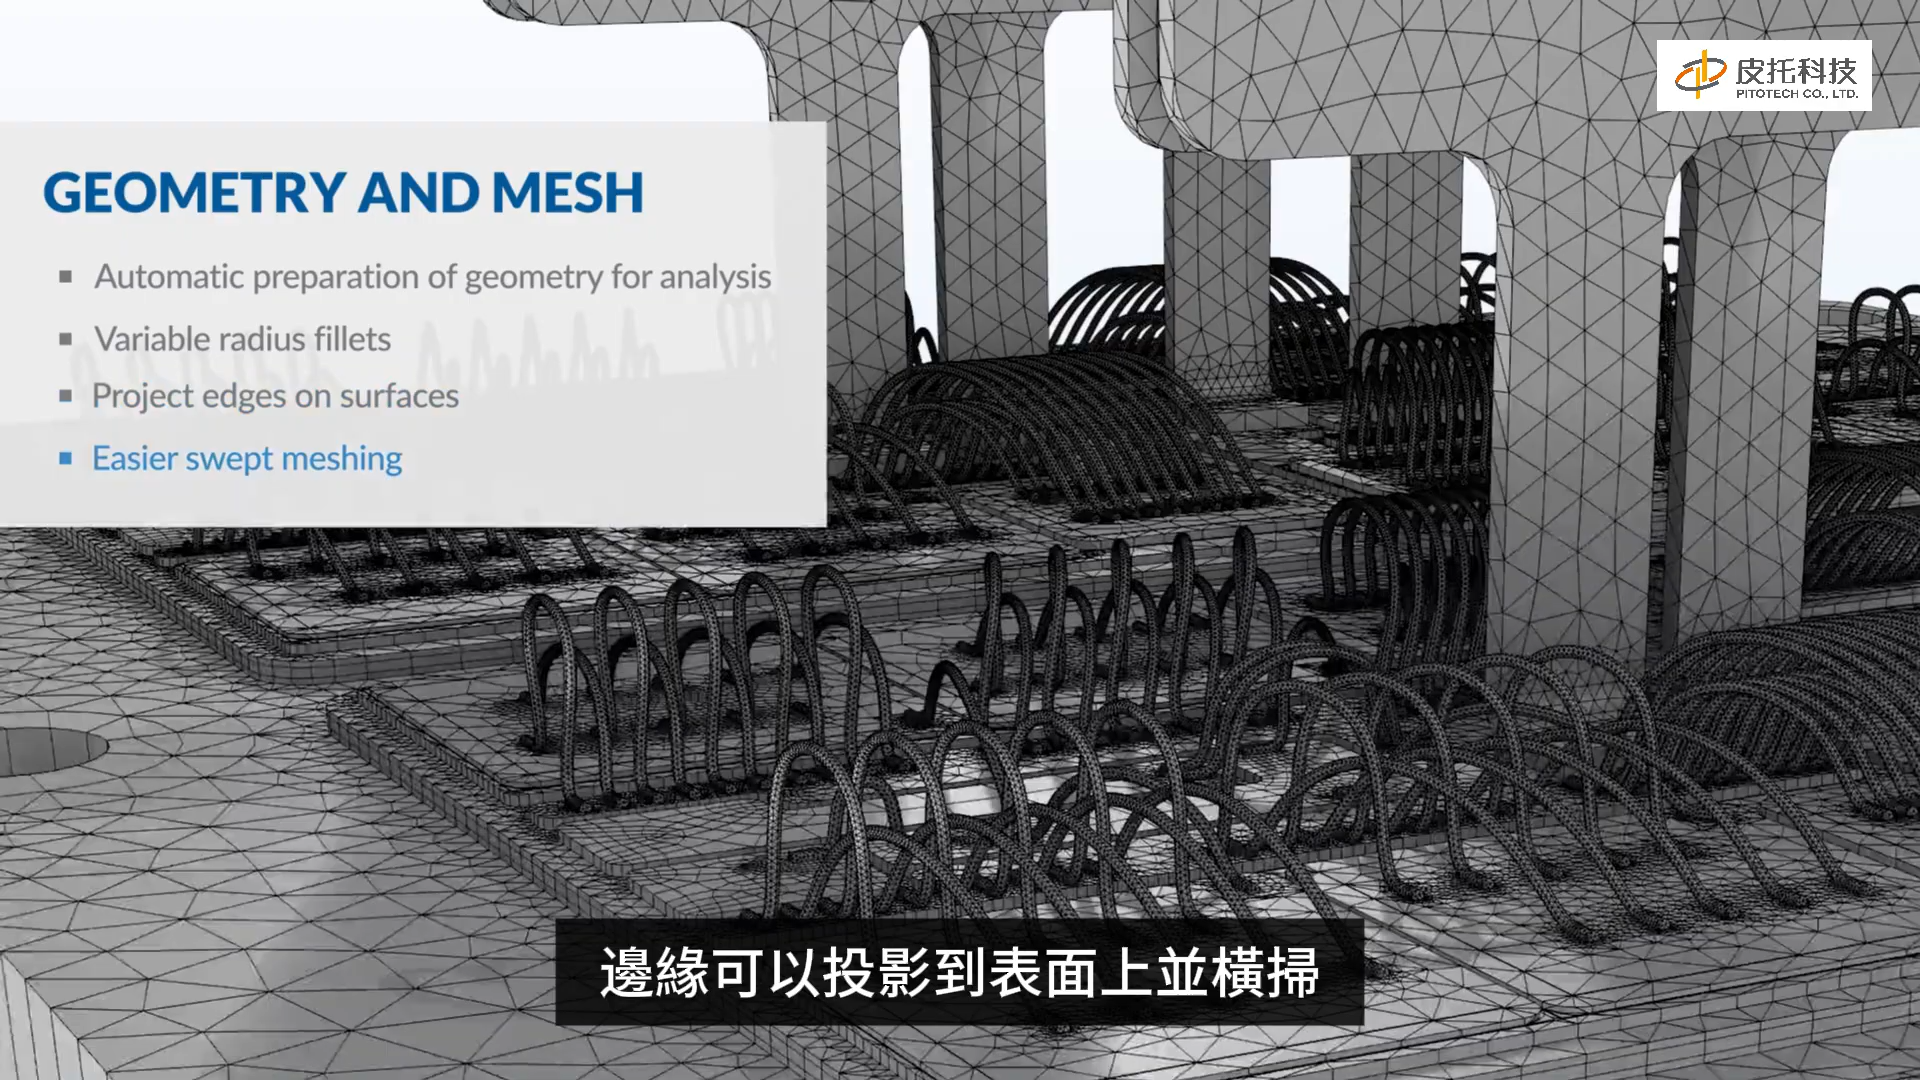 皮托科技
PITOTECH CO., LTD.
GEOMETRY AND MESH
Automatic preparation of geometry for analysis
Variable radius fillets
Project edges on surfaces
Easier swept meshing
邊緣可以投影到表面上並橫掃